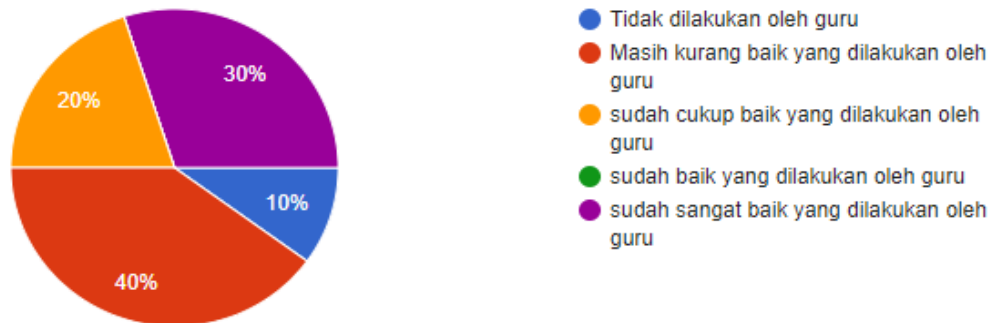 30%
20%
10%
40%
Tidak dilakukan oleh guru
Masih kurang baik yang dilakukan oleh
guru
sudah cukup baik yang dilakukan oleh
guru
sudah baik yang dilakukan oleh guru
sudah sangat baik yang dilakukan oleh
guru